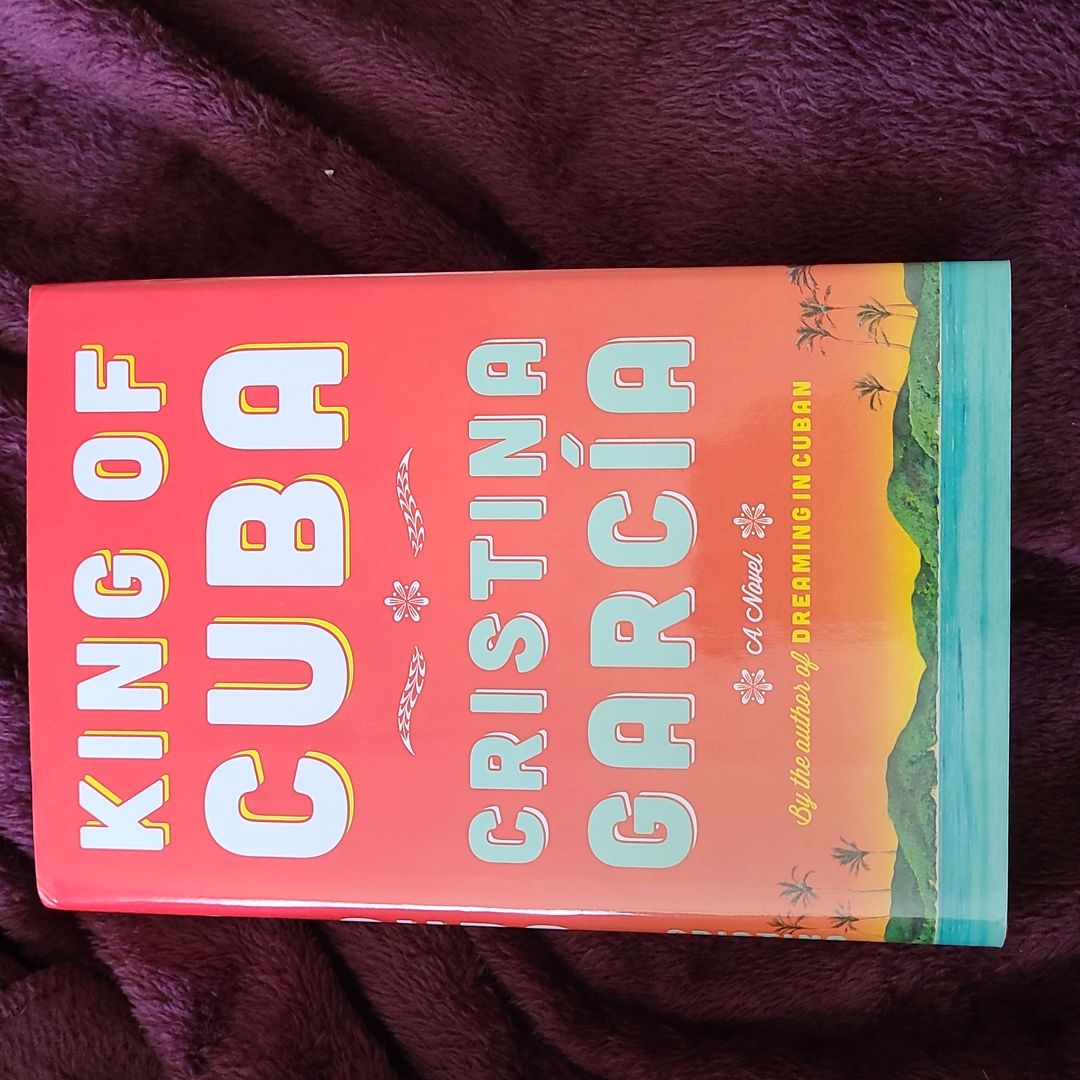 KING OF
CUBA
CRISTINA
GARCÍA
A Novel
By the author of DREAMING IN CUBAN